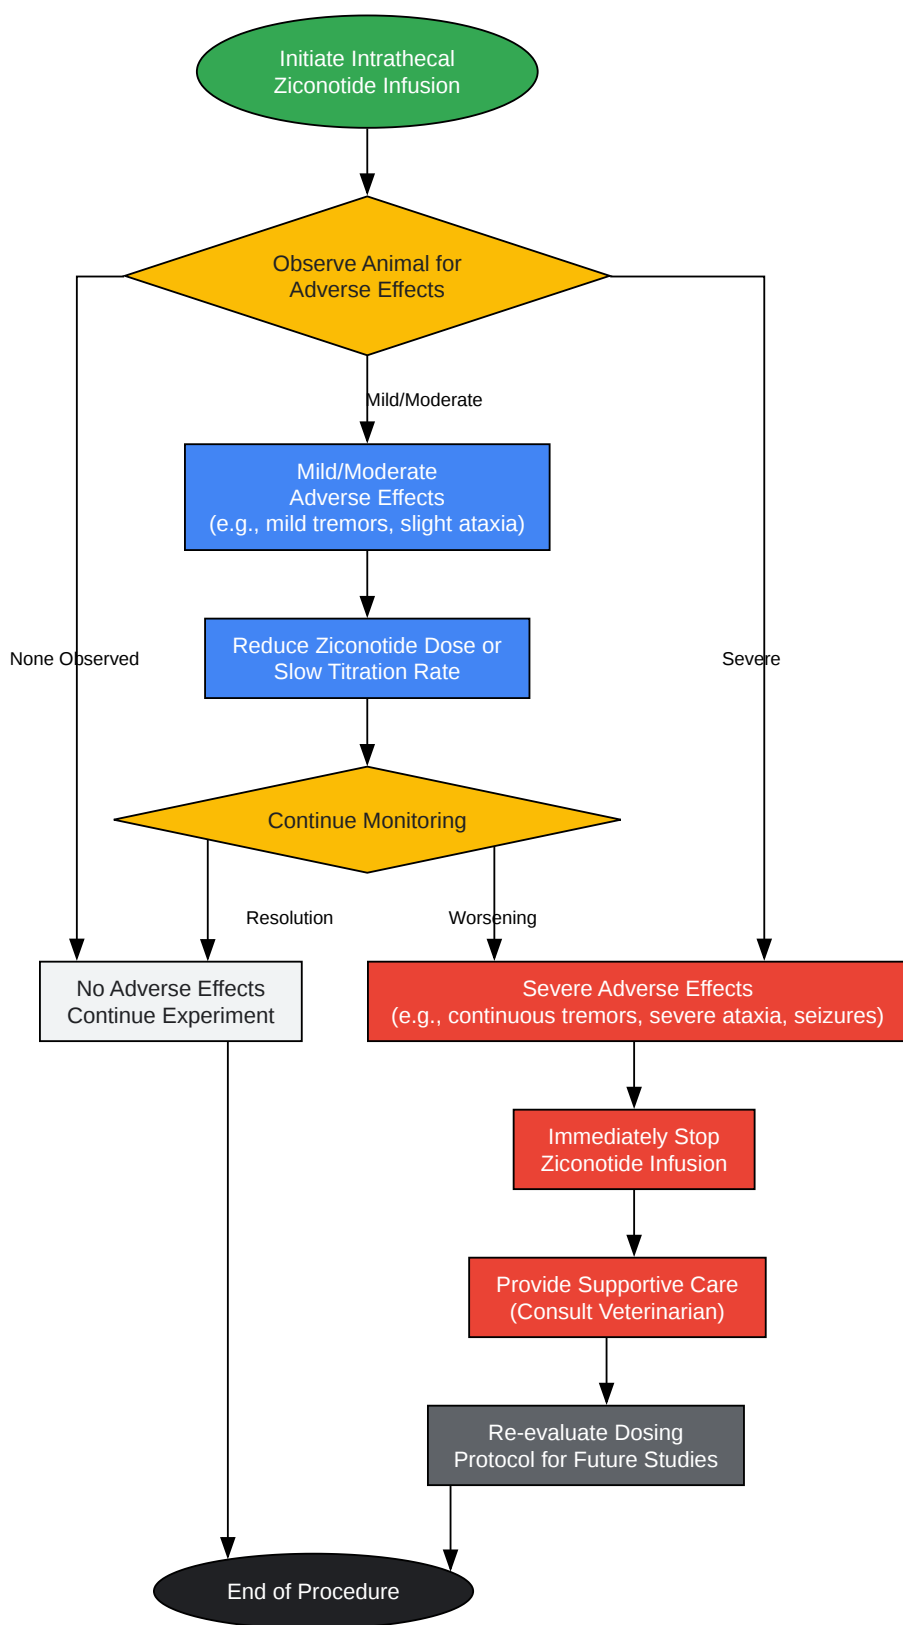 Initiate Intrathecal
Ziconotide Infusion
Observe Animal for
Adverse Effects
Mild/Moderate
Mild/Moderate
Adverse Effects
(e.g., mild tremors, slight ataxia)
Reduce Ziconotide Dose or
Slow Titration Rate
None Observed
Severe
Continue Monitoring
Resolution
Worsening
No Adverse Effects
Continue Experiment
Severe Adverse Effects
(e.g., continuous tremors, severe ataxia, seizures)
Immediately Stop
Ziconotide Infusion
Provide Supportive Care
(Consult Veterinarian)
Re-evaluate Dosing
Protocol for Future Studies
End of Procedure